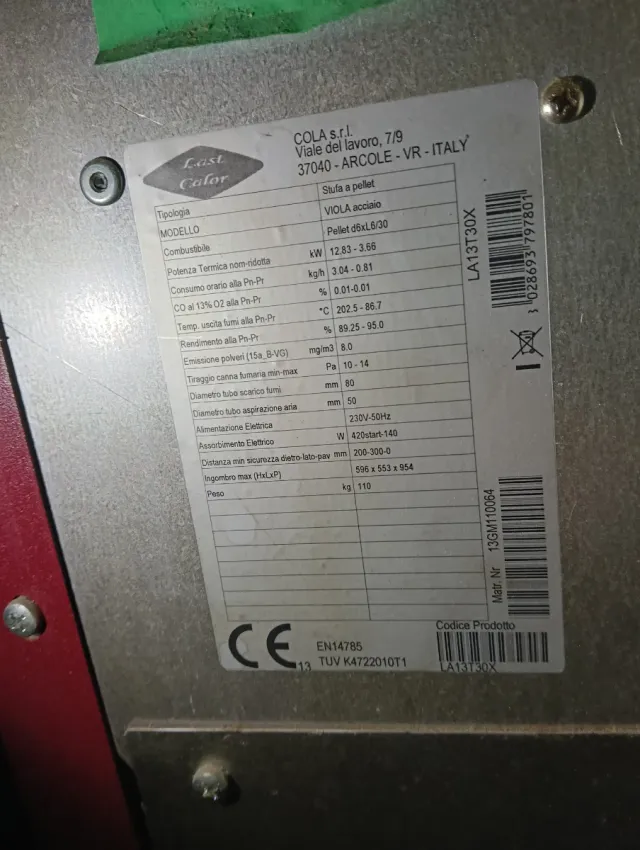 Last
Calor
COLA s.r.l.
Viale del lavoro, 7/9
37040 - ARCOLE - VR - ITALY
Tipologia Stufa a pellet
MODELLO VIOLA acciaio
Combustibile Pellet d6xL6/30
Potenza Termica nom-ridotta kW 12.83 - 3.66
Consumo orario alla Pn-Pr kg/h 3.04 - 0.81
CO al 13% O2 alla Pn-Pr % 0.01-0.01
Temp. uscita fumi alla Pn-Pr °C 202.5 - 86.7
Rendimento alla Pn-Pr % 89.25 - 95.0
Emissione polveri (15a_B-VG) mg/m3 8.0
Tiraggio canna fumaria min-max Pa 10 - 14
Diametro tubo scarico fumi mm 80
Diametro tubo aspirazione aria mm 50
Alimentazione Elettrica 230V-50Hz
Assorbimento Elettrico W 420start-140
Distanza min sicurezza dietro-lato-pav mm 200-300-0
Ingombro max (HxLxP) 596 x 553 x 954
Peso kg 110
LA13T30X
3 028693 797801
Matr. Nr 13GM110064
CE 13
EN14785
TUV K4722010T1
Codice Prodotto
LA13T30X